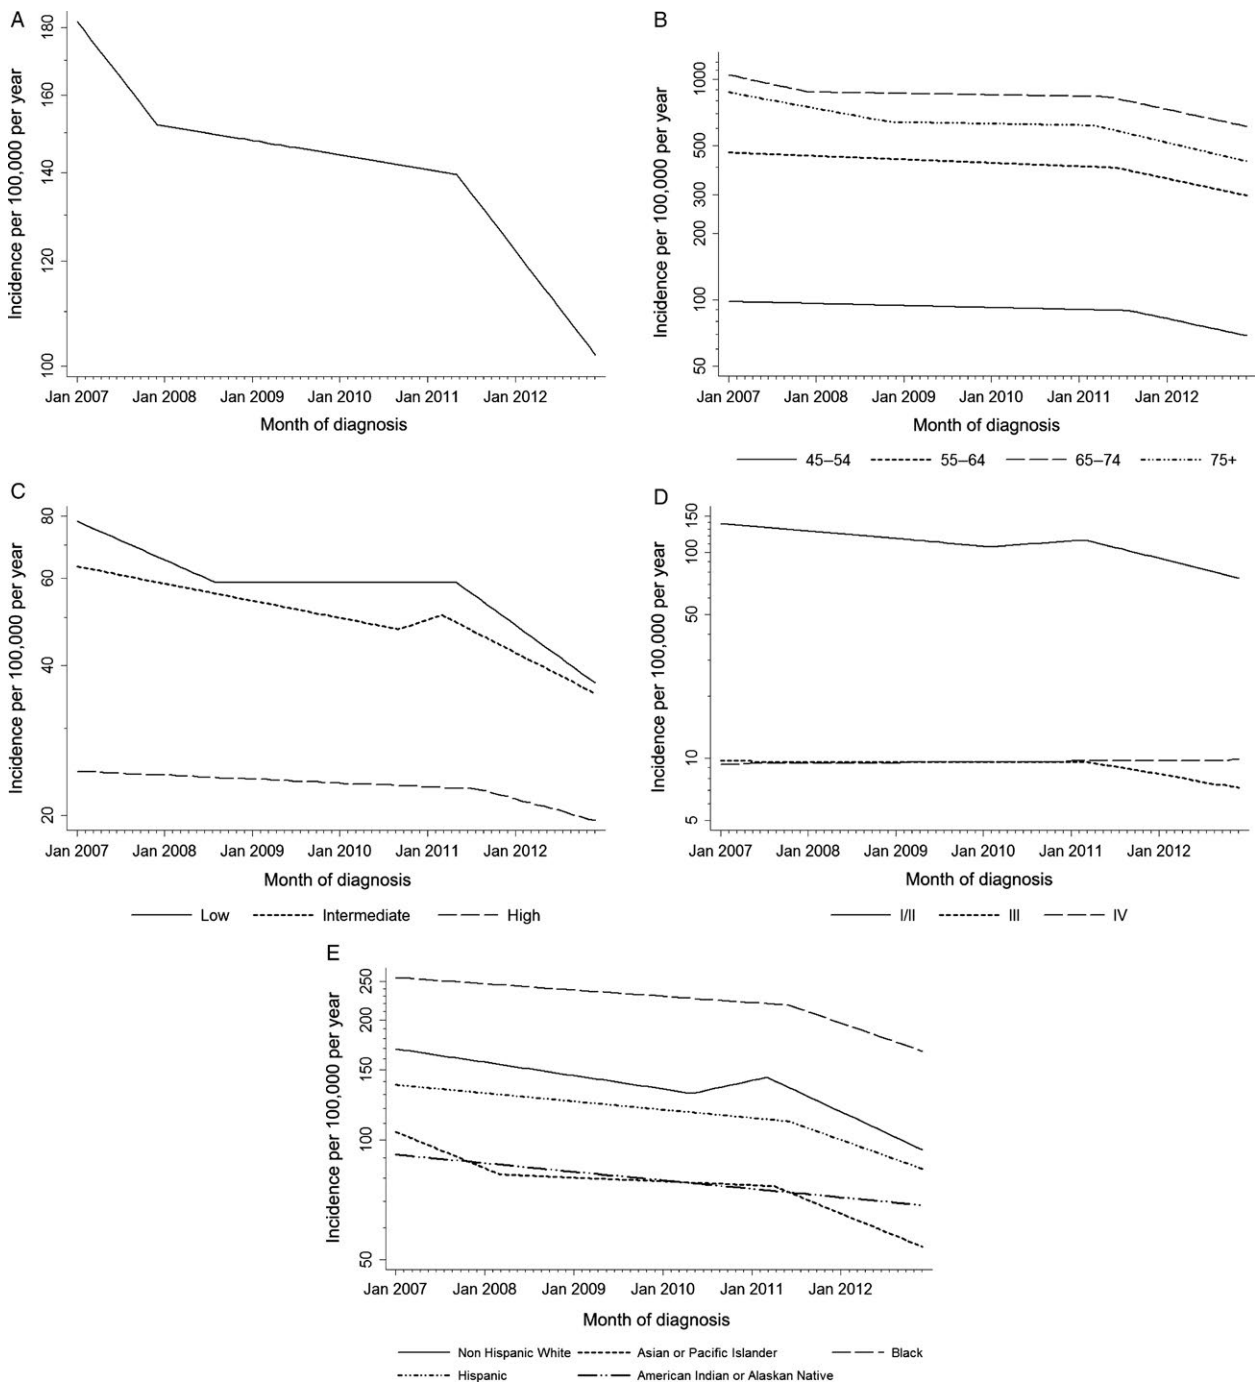 A
Incidence per 100,000 per year
180
160
140
120
100
Jan 2007 Jan 2008 Jan 2009 Jan 2010 Jan 2011 Jan 2012
Month of diagnosis
B
Incidence per 100,000 per year
1000
500
300
200
100
50
Jan 2007 Jan 2008 Jan 2009 Jan 2010 Jan 2011 Jan 2012
Month of diagnosis
45–54 55–64 65–74 75+
C
Incidence per 100,000 per year
80
60
40
20
Jan 2007 Jan 2008 Jan 2009 Jan 2010 Jan 2011 Jan 2012
Month of diagnosis
Low Intermediate High
D
Incidence per 100,000 per year
150
100
50
10
5
Jan 2007 Jan 2008 Jan 2009 Jan 2010 Jan 2011 Jan 2012
Month of diagnosis
I/II III IV
E
Incidence per 100,000 per year
250
200
150
100
50
Jan 2007 Jan 2008 Jan 2009 Jan 2010 Jan 2011 Jan 2012
Month of diagnosis
Non Hispanic White Asian or Pacific Islander Black
Hispanic American Indian or Alaskan Native